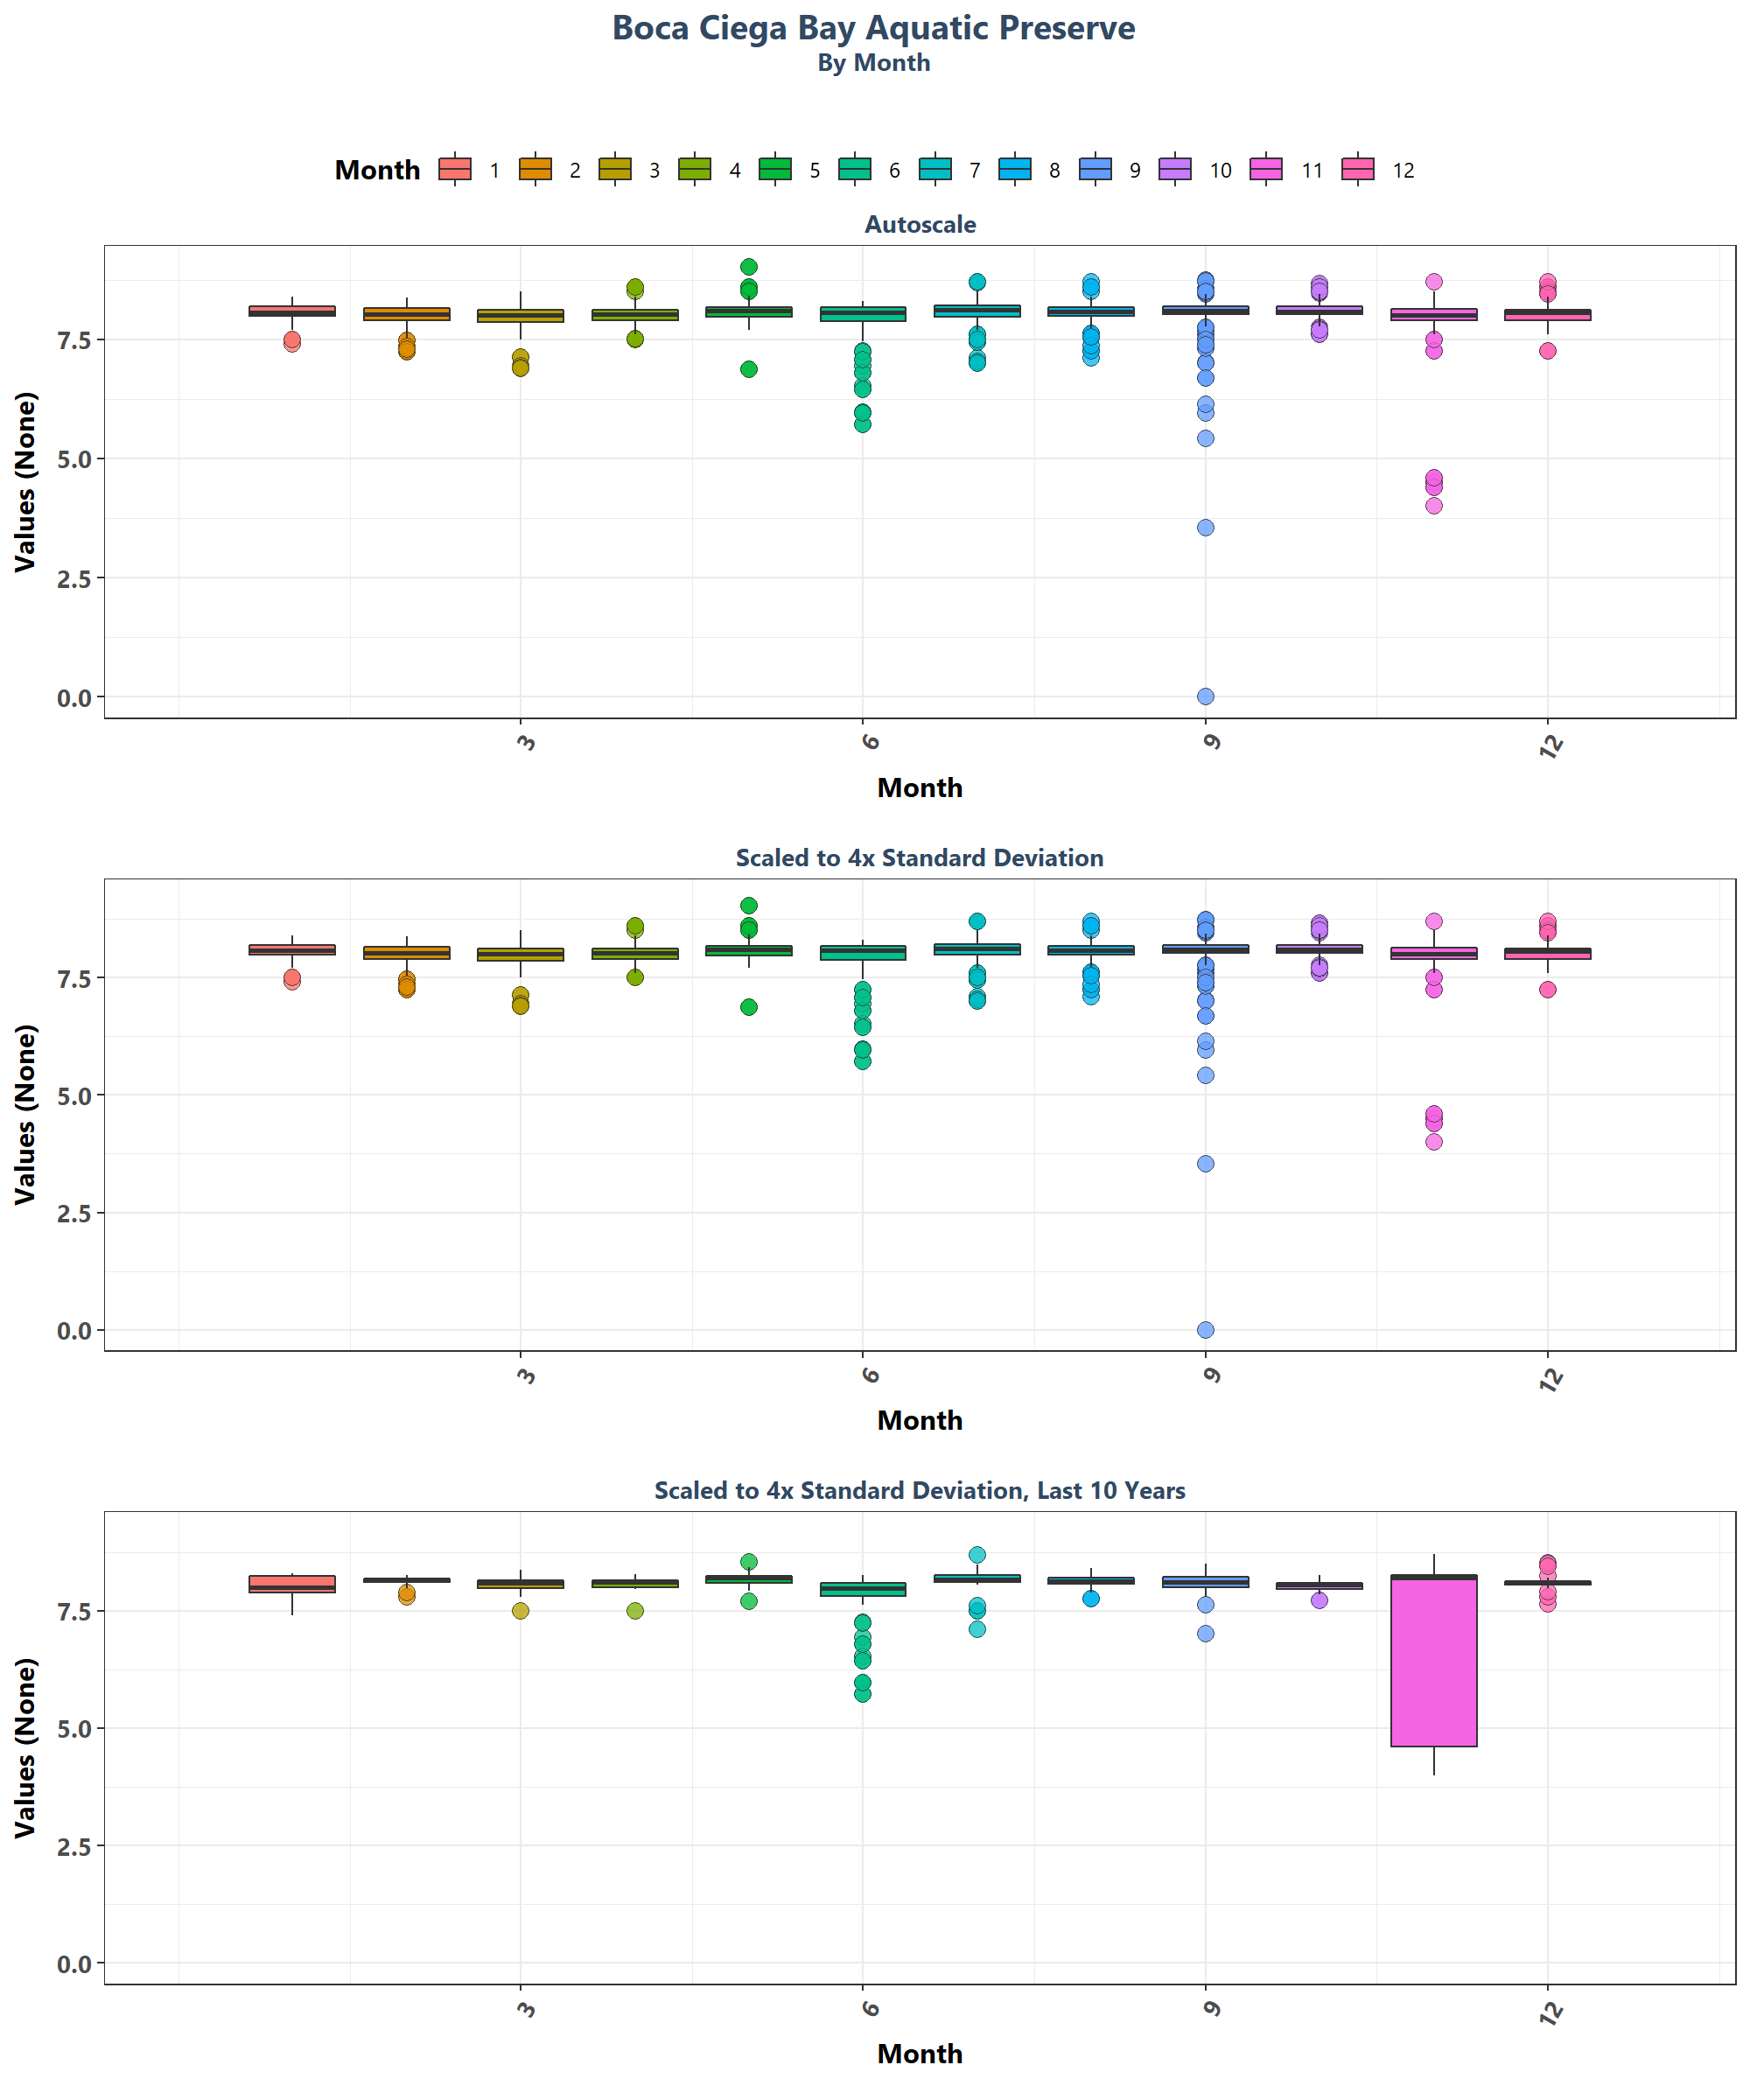 Boca Ciega Bay Aquatic Preserve
By Month
Month 1 2 3 4 5 6 7 8 9 10 11 12
Autoscale
Values (None)
7.5
5.0
2.5
0.0
3 6 9 12
Month
Scaled to 4x Standard Deviation
Values (None)
7.5
5.0
2.5
0.0
3 6 9 12
Month
Scaled to 4x Standard Deviation, Last 10 Years
Values (None)
7.5
5.0
2.5
0.0
3 6 9 12
Month